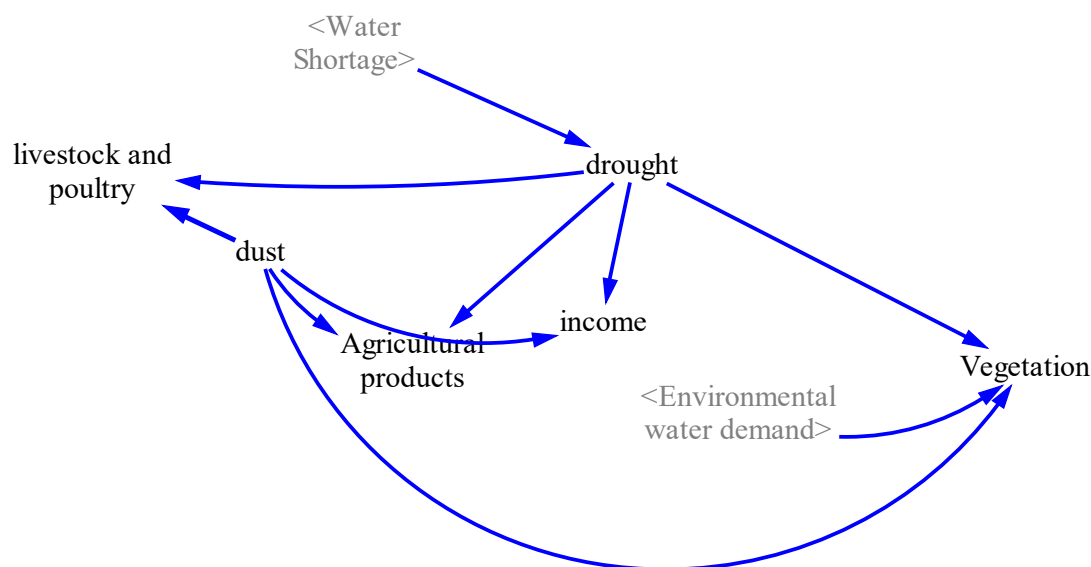 <Water
Shortage>
livestock and
poultry
drought
dust
income
Agricultural
products
Vegetation
<Environmental
water demand>